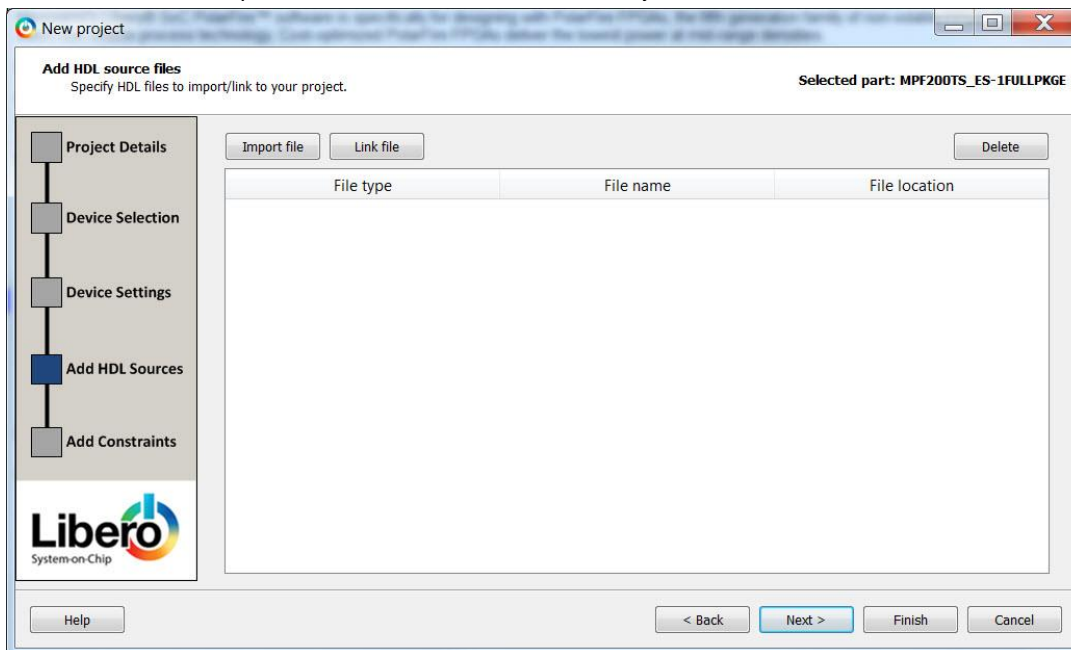 New project
Add HDL source files
Specify HDL files to import/link to your project.
Selected part: MPF200TS_ES-1FULLPKGE
Project Details
Device Selection
Device Settings
Add HDL Sources
Add Constraints
Import file
Link file
Delete
File type
File name
File location
Libero
System-on-Chip
Help
< Back
Next >
Finish
Cancel